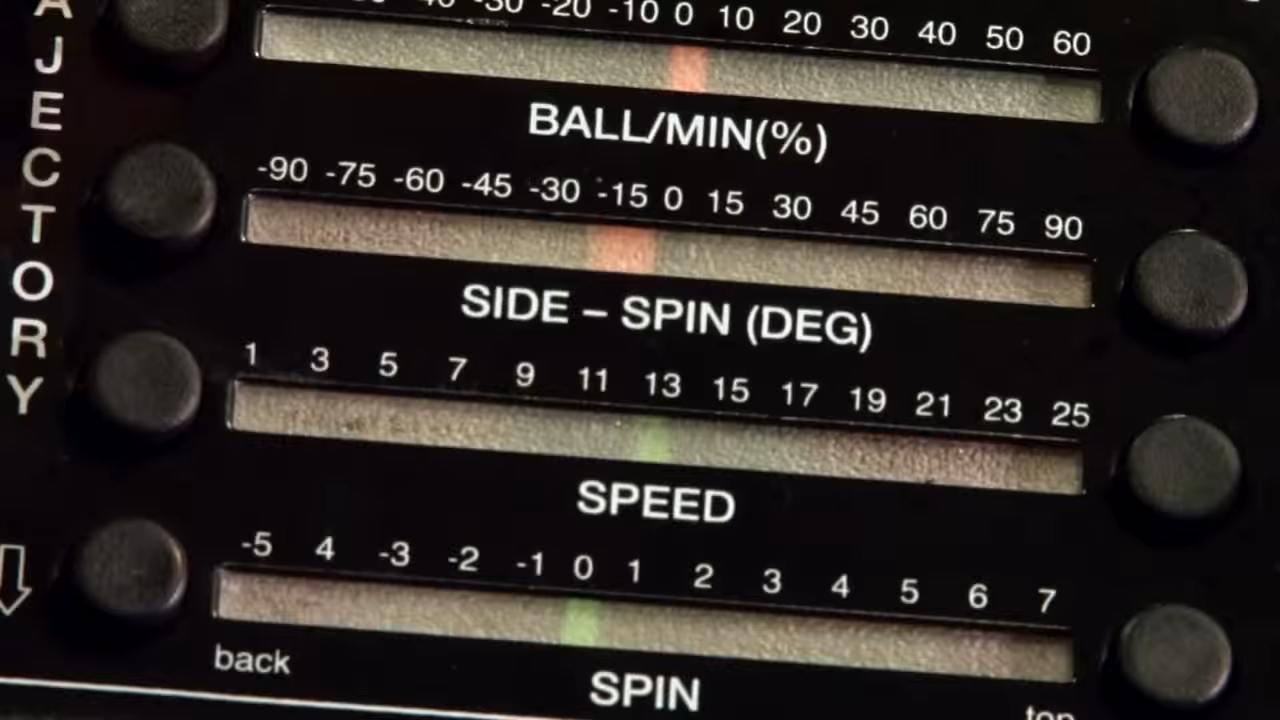 AJECTORY
-30 -20 -10 0 10 20 30 40 50 60
BALL/MIN(%)
-90 -75 -60 -45 -30 -15 0 15 30 45 60 75 90
SIDE – SPIN (DEG)
1 3 5 7 9 11 13 15 17 19 21 23 25
SPEED
-5 4 -3 -2 -1 0 1 2 3 4 5 6 7
back
SPIN
top